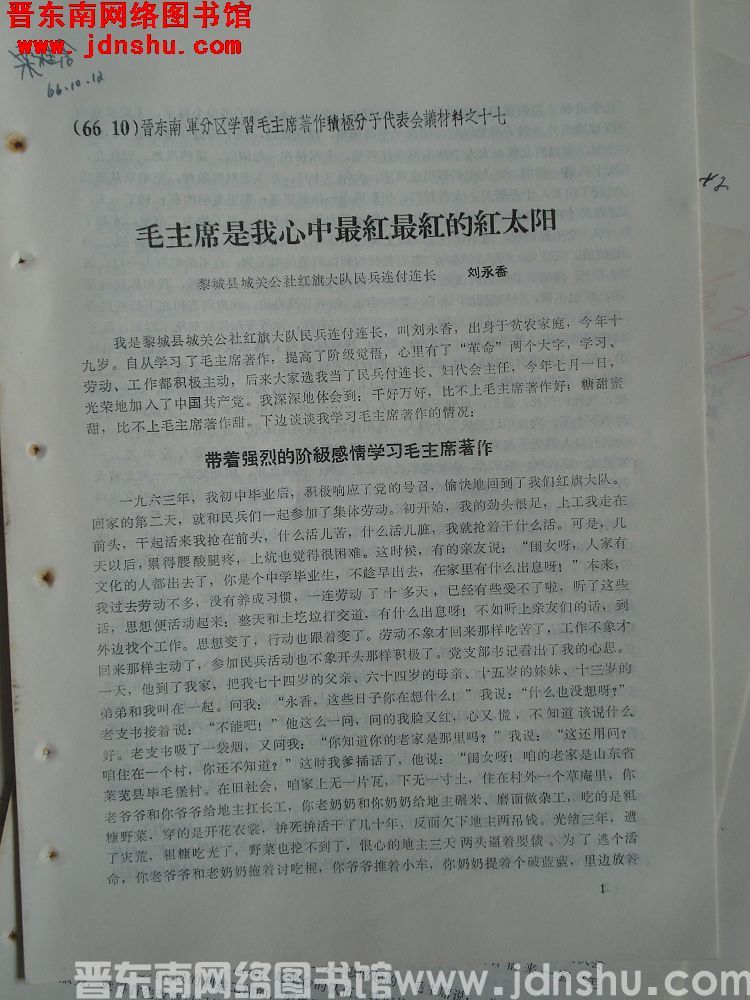 晋东南网络图书馆
www.jdnshu.com
66.10.12
(66 10)晉东南軍分区学習毛主席著作積極分子代表会議材料之十七
毛主席是我心中最紅最紅的紅太阳
黎城县城关公社红旗大队民兵连付连长 刘永香
我是黎城县城关公社红旗大队民兵连付连长，叫刘永香，出身于贫农家庭，今年十
九岁。自从学习了毛主席著作，提高了阶级觉悟，心里有了“革命”两个大字，学习、
劳动、工作都积极主动，后来大家选我当了民兵付连长、妇代会主任，今年七月一日，
光荣地加入了中国共产党。我深深地体会到：千好万好，比不上毛主席著作好；糖甜蜜
甜，比不上毛主席著作甜。下边谈谈我学习毛主席著作的情况：
带着强烈的阶級感情学习毛主席著作
一九六三年，我初中毕业后，积极响应了党的号召，愉快地回到了我们红旗大队。
回家的第二天，就和民兵们一起参加了集体劳动。初开始，我的劲头很足，上工我走在
前头，干起活来我抢在前头，什么活儿苦，什么活儿脏，我就抢着干什么活。可是，几
天以后，累得腰酸腿疼，上炕也觉得很困难。这时候，有的亲友说：“闺女呀，人家有
文化的人都出去了，你是个中学毕业生，不趁早出去，在家里有什么出息呀！”本来，
我过去劳动不多，没有养成习惯，一连劳动了十多天，已经有些受不了啦，听了这些
话，思想便活动起来：整天和土圪垃打交道，有什么出息呀！不如听上亲友们的话，到
外边找个工作。思想变了，行动也跟着变了。劳动不象才回来那样吃苦了，工作不象才
回来那样主动了，参加民兵活动也不象开头那样积极了。党支部书记看出了我的心思。
一天，他到了我家，把我七十四岁的父亲、六十四岁的母亲、十五岁的妹妹、十三岁的
弟弟和我叫在一起。问我：“永香，这些日子你在想什么！”我说：“什么也没想呀？”
老支书接着说：“不能吧！”他这么一问，问的我脸又红，心又慌，不知道该说什么
好。老支书吸了一袋烟，又问我：“你知道你的老家是那里吗？”我说：“这还用问？
咱住在一个村，你还不知道？”这时我爹插话了，他说：“闺女呀！咱的老家是山东省
莱芜县毕毛堡村。在旧社会，咱家上无一片瓦，下无一寸土，住在村外一个草庵里，你
老爷爷和你爷爷给地主扛长工，你老奶奶和你奶奶给地主碾米、磨面做杂工，吃的是粗
糠野菜，穿的是开花衣裳，拚死拚活干了几十年，反而欠下地主两吊钱。光绪三年，遭
了灾荒，粗糠吃光了，野菜也挖不到了，恨心的地主三天两头逼着要债。为了逃个活
命，你老爷爷和老奶奶拖着讨吃棍，你爷爷推着小车，你奶奶提着个破蓝蓝，里边放着
1
晋东南网络图书馆 www.jdnshu.com